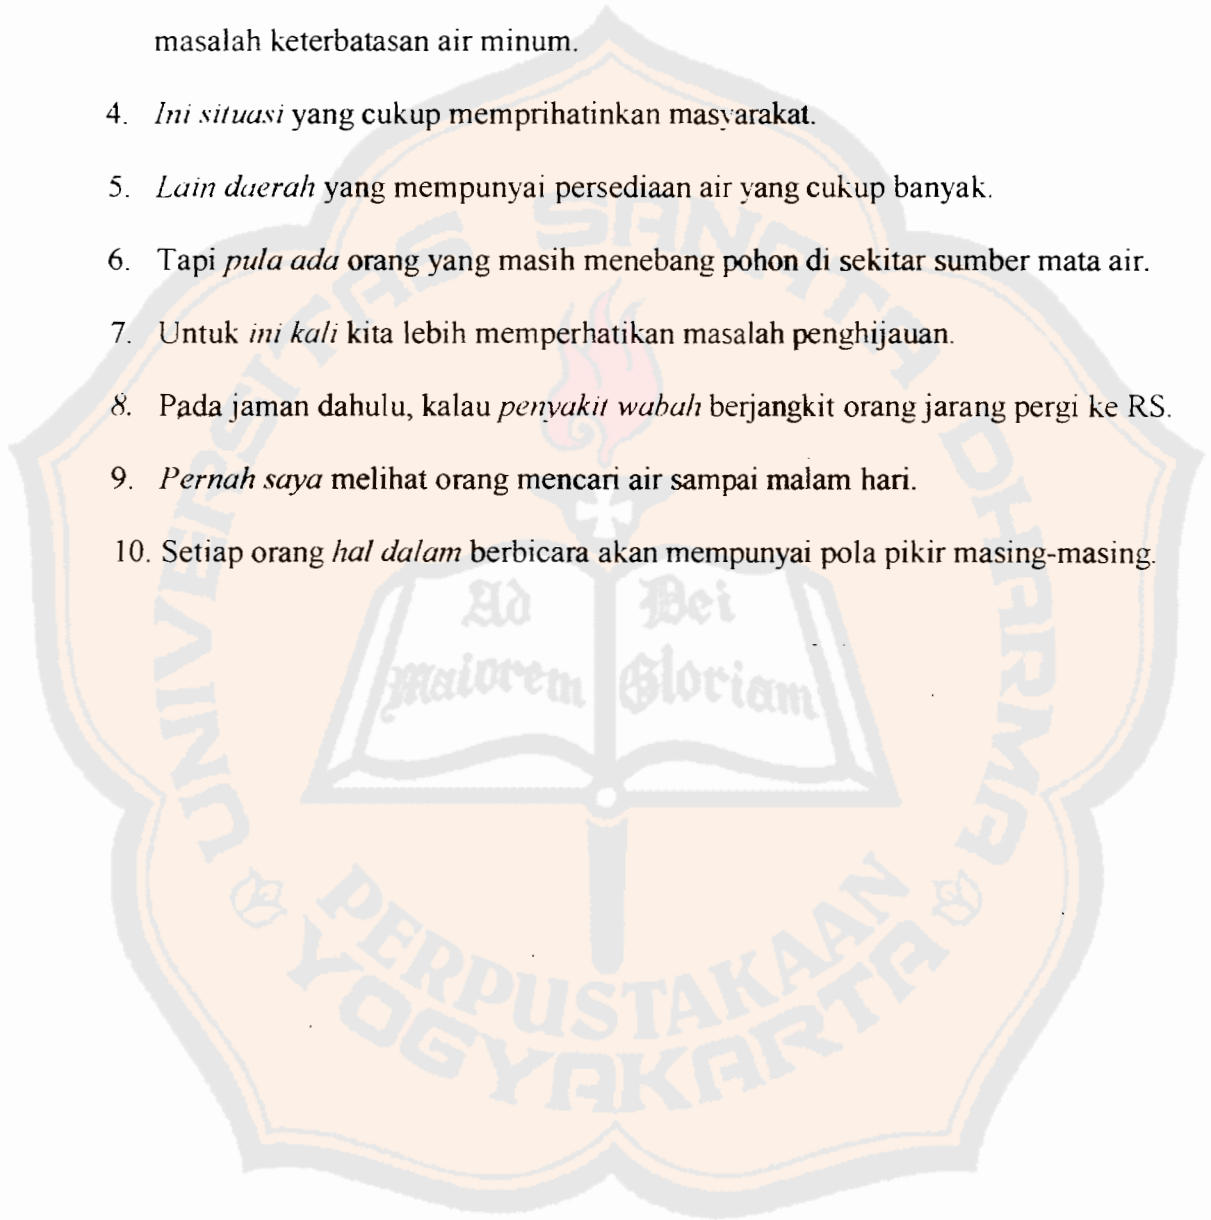 masalah keterbatasan air minum.
4. Ini situasi yang cukup memprihatinkan masyarakat.
5. Lain daerah yang mempunyai persediaan air yang cukup banyak.
6. Tapi pula ada orang yang masih menebang pohon di sekitar sumber mata air.
7. Untuk ini kali kita lebih memperhatikan masalah penghijauan.
8. Pada jaman dahulu, kalau penyakit wabah berjangkit orang jarang pergi ke RS.
9. Pernah saya melihat orang mencari air sampai malam hari.
10. Setiap orang hal dalam berbicara akan mempunyai pola pikir masing-masing.
UNIVERSITAS SANATA DHARMA
Ad Dei
Maiorem Gloriam
PERPUSTAKAAN
YOGYAKARTA